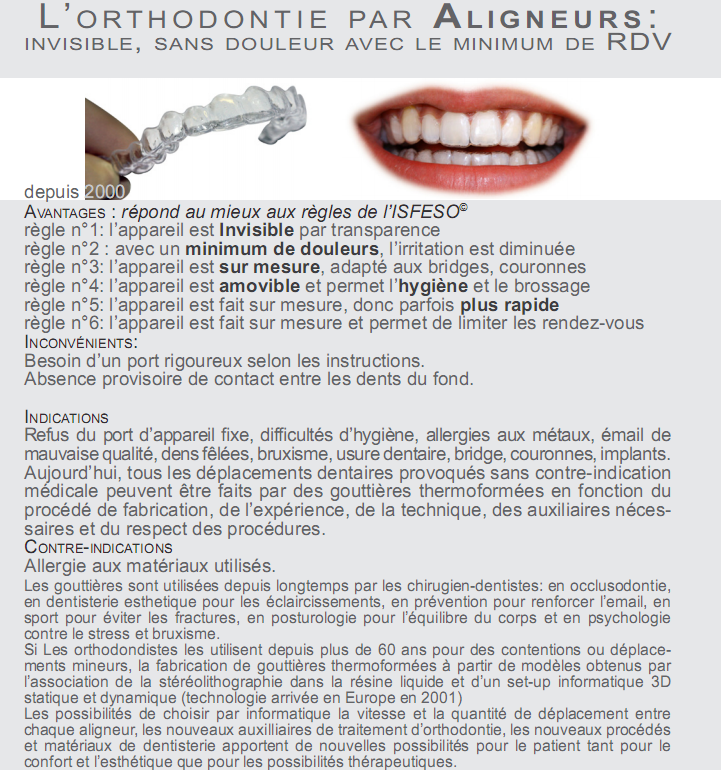 L’ORTHODONTIE PAR ALIGNEURS:
INVISIBLE, SANS DOULEUR AVEC LE MINIMUM DE RDV
depuis 2000
AVANTAGES : répond au mieux aux règles de l’ISFESO©
règle n°1: l’appareil est Invisible par transparence
règle n°2 : avec un minimum de douleurs, l’irritation est diminuée
règle n°3: l’appareil est sur mesure, adapté aux bridges, couronnes
règle n°4: l’appareil est amovible et permet l’hygiène et le brossage
règle n°5: l’appareil est fait sur mesure, donc parfois plus rapide
règle n°6: l’appareil est fait sur mesure et permet de limiter les rendez-vous
INCONVÉNIENTS:
Besoin d’un port rigoureux selon les instructions.
Absence provisoire de contact entre les dents du fond.
INDICATIONS
Refus du port d’appareil fixe, difficultés d’hygiène, allergies aux métaux, émail de
mauvaise qualité, dens fêlées, bruxisme, usure dentaire, bridge, couronnes, implants.
Aujourd’hui, tous les déplacements dentaires provoqués sans contre-indication
médicale peuvent être faits par des gouttières thermoformées en fonction du
procédé de fabrication, de l’expérience, de la technique, des auxiliaires néces-
saires et du respect des procédures.
CONTRE-INDICATIONS
Allergie aux matériaux utilisés.
Les gouttières sont utilisées depuis longtemps par les chirugien-dentistes: en occlusodontie,
en dentisterie esthetique pour les éclaircissements, en prévention pour renforcer l’email, en
sport pour éviter les fractures, en posturologie pour l’équilibre du corps et en psychologie
contre le stress et bruxisme.
Si Les orthodondistes les utilisent depuis plus de 60 ans pour des contentions ou déplace-
ments mineurs, la fabrication de gouttières thermoformées à partir de modèles obtenus par
l’association de la stéréolithographie dans la résine liquide et d’un set-up informatique 3D
statique et dynamique (technologie arrivée en Europe en 2001)
Les possibilités de choisir par informatique la vitesse et la quantité de déplacement entre
chaque aligneur, les nouveaux auxilliaires de traitement d’orthodontie, les nouveaux procédés
et matériaux de dentisterie apportent de nouvelles possibilités pour le patient tant pour le
confort et l’esthétique que pour les possibilités thérapeutiques.